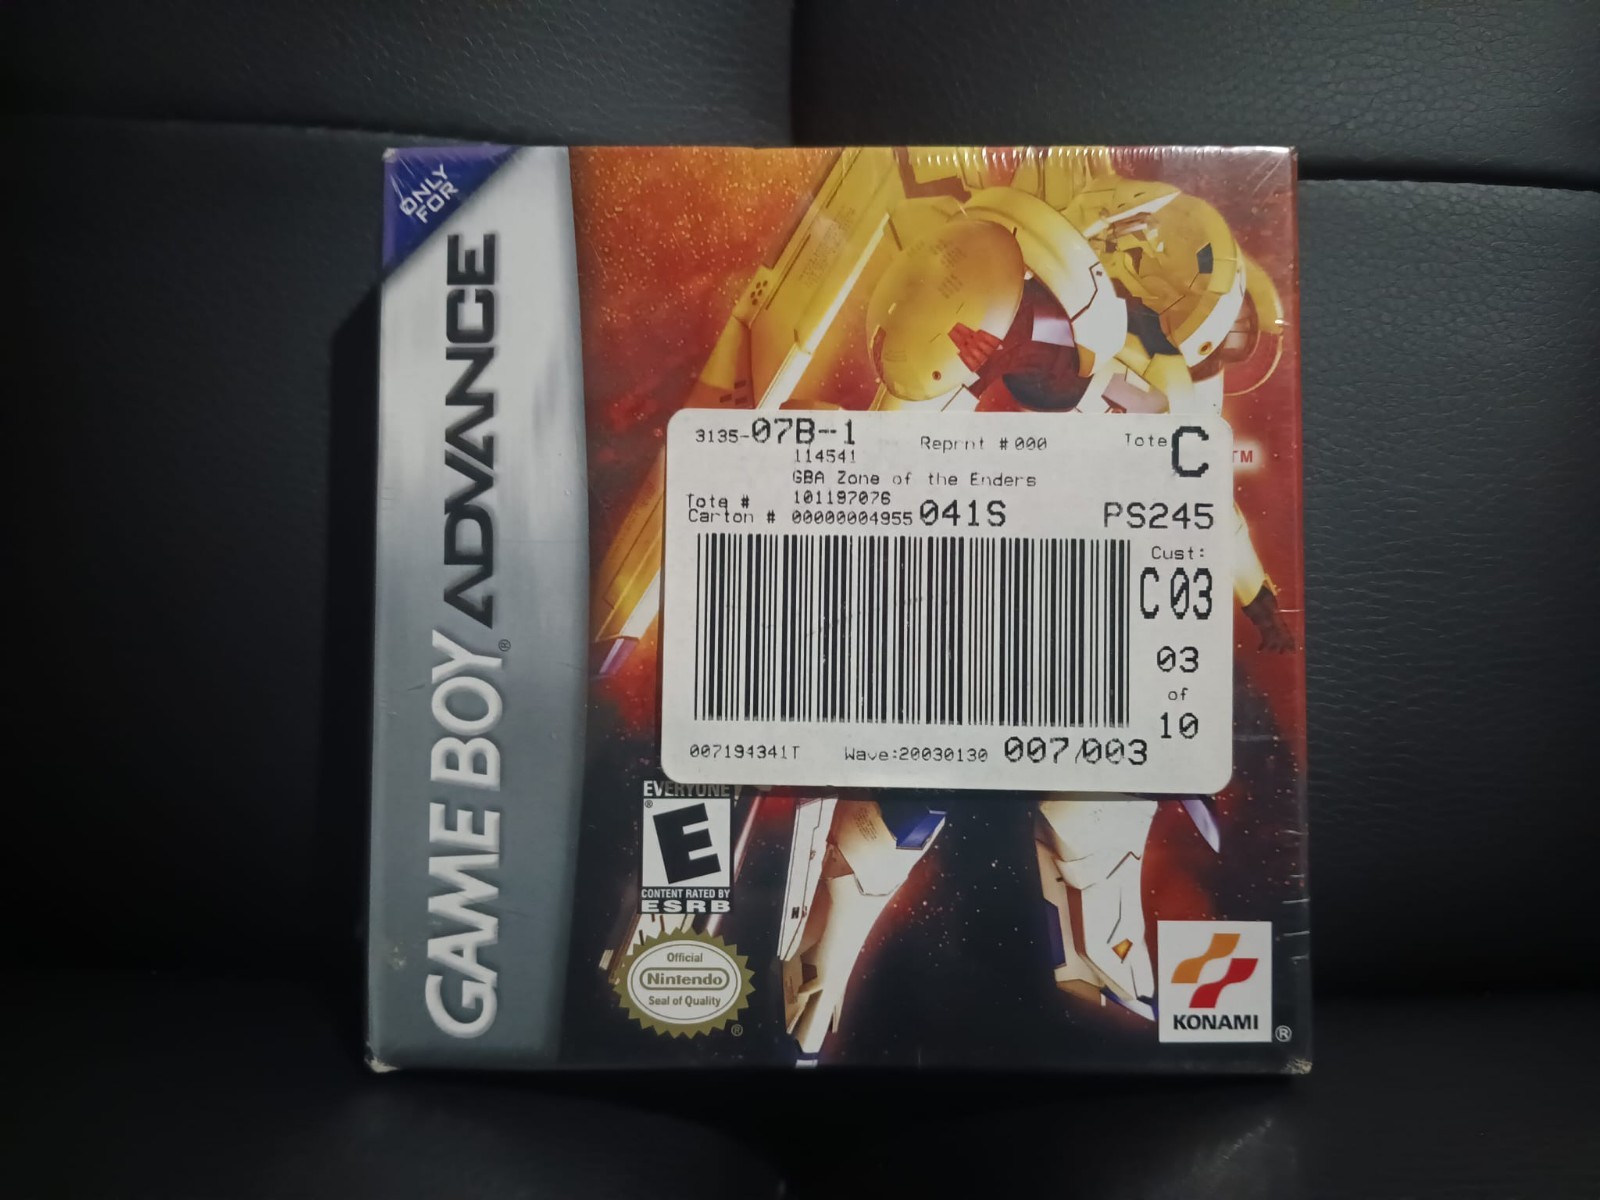 ONLY
FOR
GAME BOY ADVANCE®
3135-07B-1
Reprnt #000
Tote C
114541
GBA Zone of the Enders
Tote # 101197076
Carton # 00000004955 041S
PS245
Cust:
C03
03
of
10
007194341T
Wave:20030130
007/003
TM
EVERYONE
E
®
CONTENT RATED BY
ESRB
Official
Nintendo
Seal of Quality
®
KONAMI
®